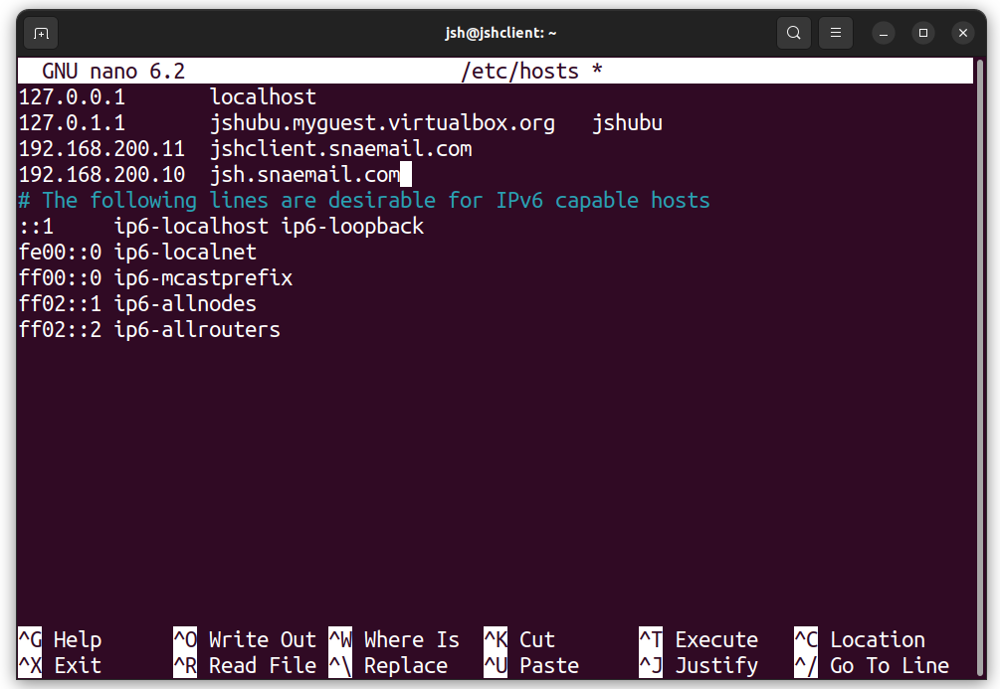 jsh@jshclient: ~
GNU nano 6.2 /etc/hosts *
127.0.0.1 localhost
127.0.1.1 jshubu.myguest.virtualbox.org jshubu
192.168.200.11 jshclient.snaemail.com
192.168.200.10 jsh.snaemail.com
# The following lines are desirable for IPv6 capable hosts
::1 ip6-localhost ip6-loopback
fe00::0 ip6-localnet
ff00::0 ip6-mcastprefix
ff02::1 ip6-allnodes
ff02::2 ip6-allrouters
^G Help ^O Write Out ^W Where Is ^K Cut ^T Execute ^C Location
^X Exit ^R Read File ^\ Replace ^U Paste ^J Justify ^/ Go To Line